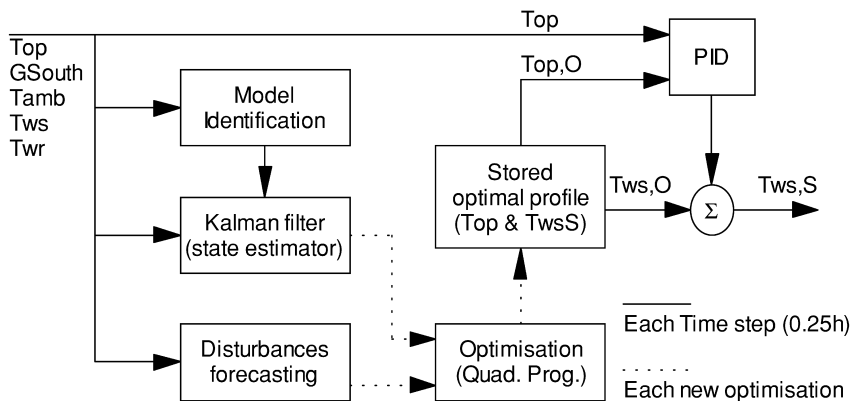 Top
Top
GSouth
Tamb
Tws
Twr
Model
Identification
Kalman filter
(state estimator)
Disturbances
forecasting
Top,O
PID
Stored
optimal profile
(Top & TwsS)
Tws,O
Σ
Tws,S
Optimisation
(Quad. Prog.)
Each Time step (0.25h)
Each new optimisation